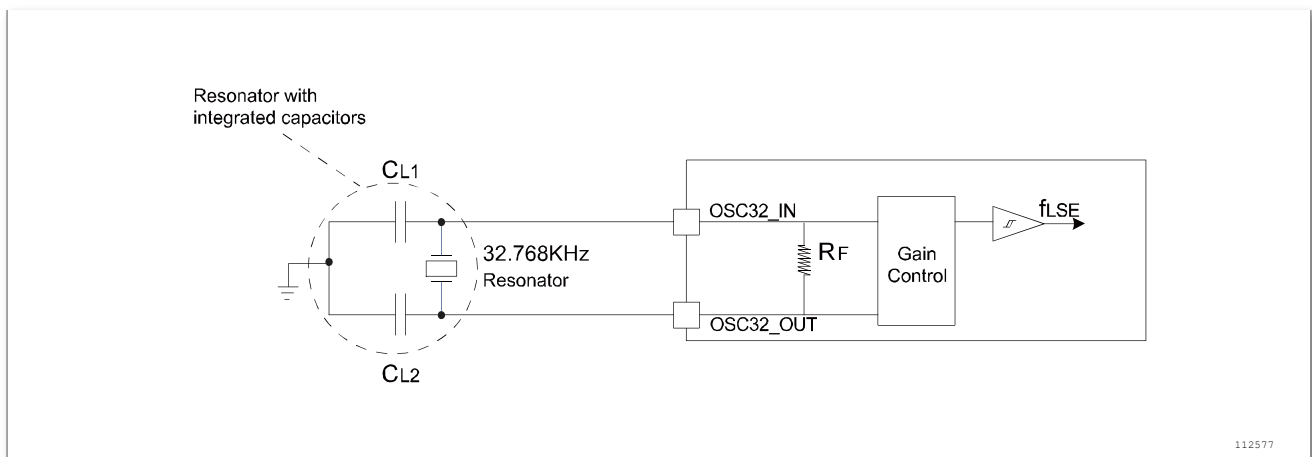 Resonator with
integrated capacitors
CL1
OSC32_IN
fLSE
32.768KHz
Resonator
RF
Gain
Control
OSC32_OUT
CL2
112577